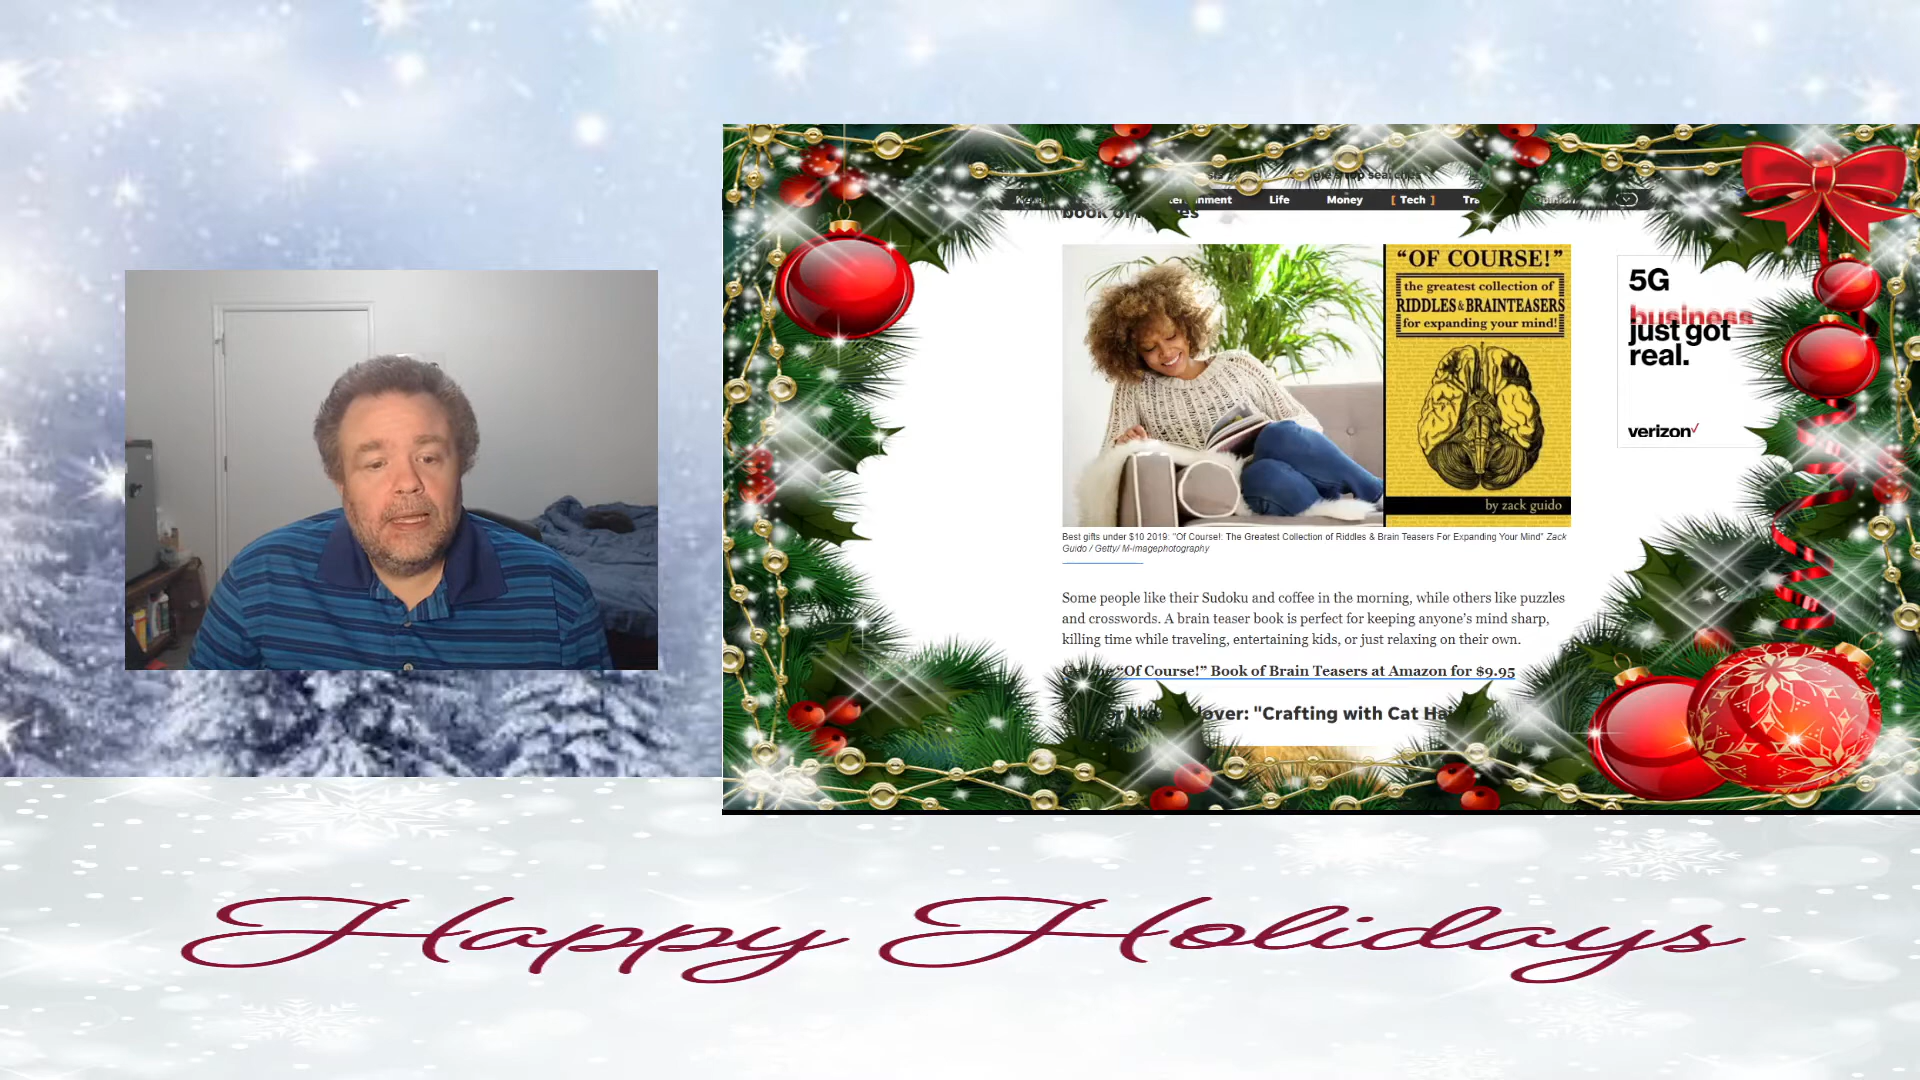 top searches
Life Money [ Tech ]
book of
"OF COURSE!"
the greatest collection of
RIDDLES & BRAINTEASERS
for expanding your mind!
by zack guido
5G
business
just got
real.
verizon
Best gifts under $10 2019: "Of Course!: The Greatest Collection of Riddles & Brain Teasers For Expanding Your Mind" Zack
Guido / Getty/ M-imagephotography
Some people like their Sudoku and coffee in the morning, while others like puzzles
and crosswords. A brain teaser book is perfect for keeping anyone's mind sharp,
killing time while traveling, entertaining kids, or just relaxing on their own.
"Of Course!" Book of Brain Teasers at Amazon for $9.95
lover: "Crafting with Cat
Happy Holidays